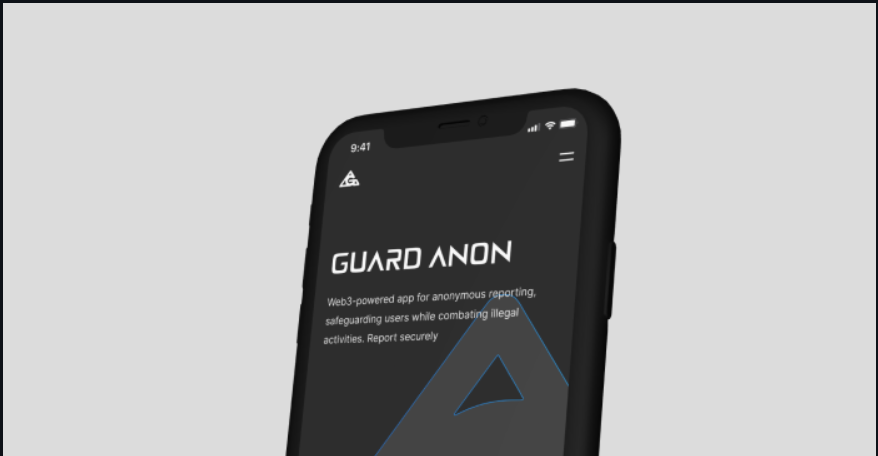 9:41
GUARD ANON
Web3-powered app for anonymous reporting,
safeguarding users while combating illegal
activities. Report securely